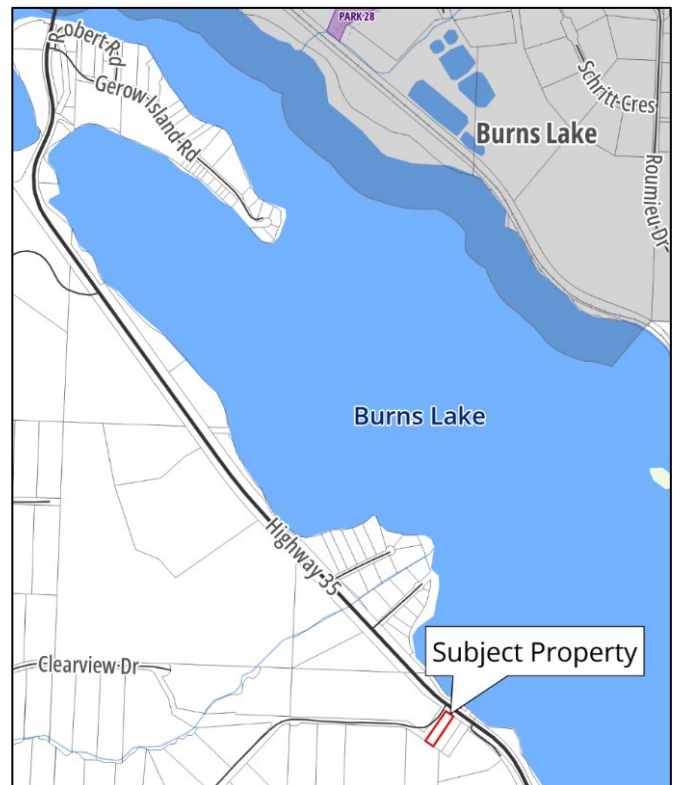 PARK 28
Robert Rd
Gerow Island Rd
Schritt Cres
Burns Lake
Roumieu Dr
Burns Lake
Highway 35
Subject Property
Clearview Dr